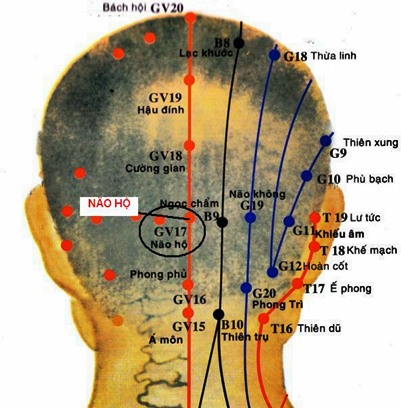 Bách hội GV20
B8
Lạc khước
G18 Thừa linh
GV19
Hậu đính
Thiên xung
G9
GV18
Cường gian
G10 Phù bạch
NÃO HỘ
Ngọc chẩm
Não không
G19
B9
T 19 Lư tức
G11
Khiếu âm
GV17
Não hộ
T 18 Khế mạch
Phong phủ
G12 Hoàn cốt
T17 Ế phong
GV16
G20
Phong Trì
GV15
Á môn
B10
Thiên trụ
T16 Thiên dũ